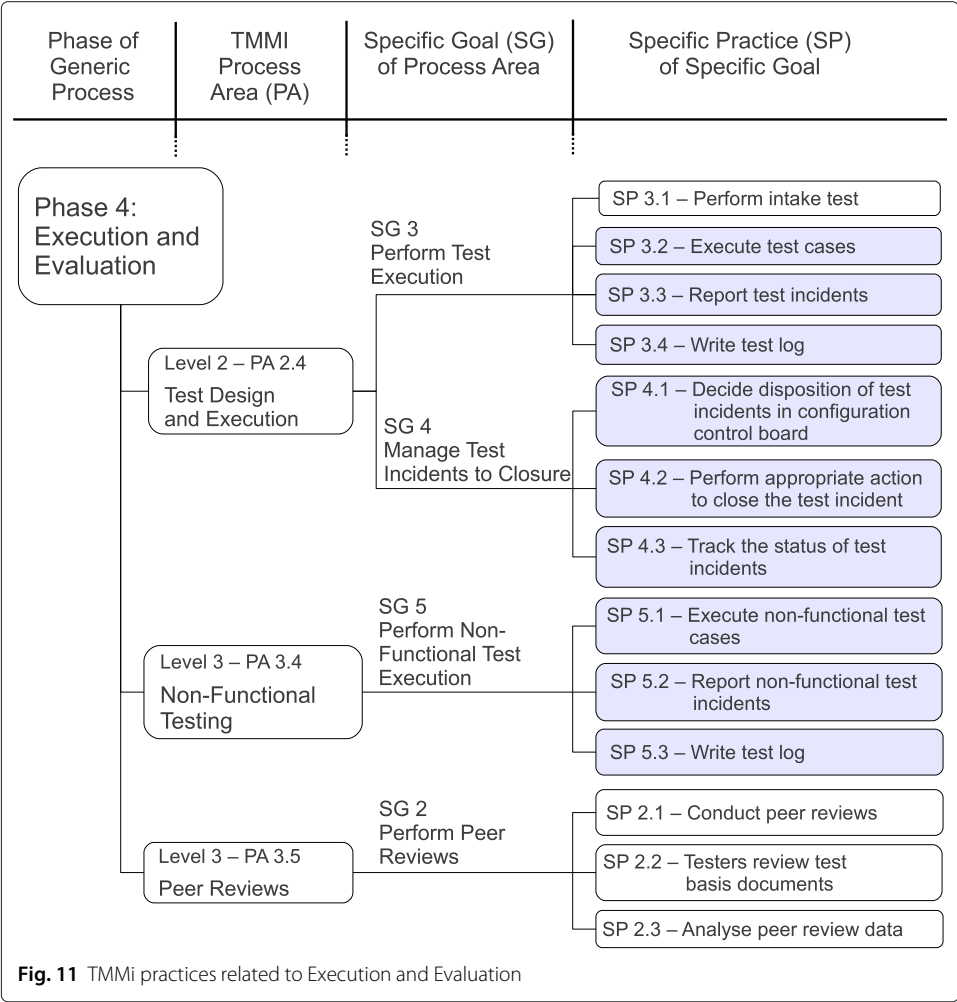 Phase of
Generic
Process
TMMI
Process
Area (PA)
Specific Goal (SG)
of Process Area
Specific Practice (SP)
of Specific Goal
Phase 4:
Execution and
Evaluation
Level 2 – PA 2.4
Test Design
and Execution
SG 3
Perform Test
Execution
SP 3.1 – Perform intake test
SP 3.2 – Execute test cases
SP 3.3 – Report test incidents
SP 3.4 – Write test log
SG 4
Manage Test
Incidents to Closure
SP 4.1 – Decide disposition of test
incidents in configuration
control board
SP 4.2 – Perform appropriate action
to close the test incident
SP 4.3 – Track the status of test
incidents
Level 3 – PA 3.4
Non-Functional
Testing
SG 5
Perform Non-
Functional Test
Execution
SP 5.1 – Execute non-functional test
cases
SP 5.2 – Report non-functional test
incidents
SP 5.3 – Write test log
Level 3 – PA 3.5
Peer Reviews
SG 2
Perform Peer
Reviews
SP 2.1 – Conduct peer reviews
SP 2.2 – Testers review test
basis documents
SP 2.3 – Analyse peer review data
Fig. 11 TMMi practices related to Execution and Evaluation